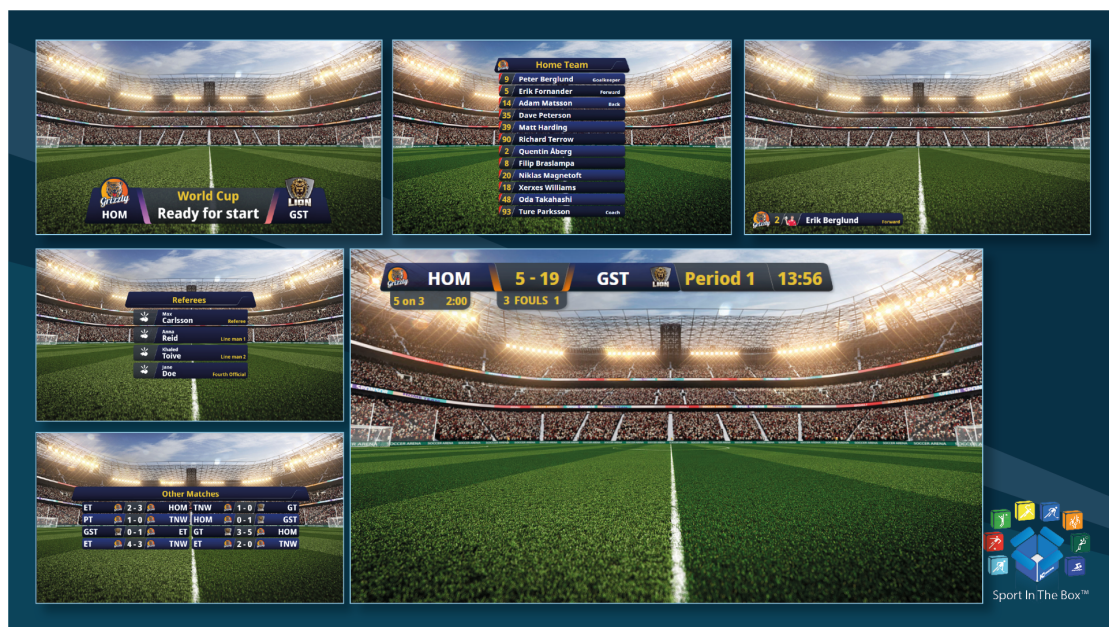 World Cup
Ready for start
Grizzly
HOM
LION
GST
Home Team
9 Peter Berglund Goalkeeper
5 Erik Fornander Forward
14 Adam Matsson Back
35 Dave Peterson
39 Matt Harding
90 Richard Terrow
2 Quentin Åberg
8 Filip Braslampa
20 Niklas Magnetoft
18 Xerxes Williams
48 Oda Takahashi
93 Ture Parksson Coach
Grizzly 2 Erik Berglund Forward
Referees
Max
Carlsson Referee
Anna
Reid Line man 1
Khaled
Toive Line man 2
Jane
Doe Fourth Official
Grizzly HOM 5 - 19 GST LION Period 1 13:56
5 on 3 2:00 3 FOULS 1
SOCCER ARENA
Other Matches
ET 2 - 3 HOM TNW 1 - 0 GT
PT 1 - 0 TNW HOM 0 - 1 GST
GST 0 - 1 ET GT 3 - 5 HOM
ET 4 - 3 TNW ET 2 - 0 TNW
Sport In The Box™